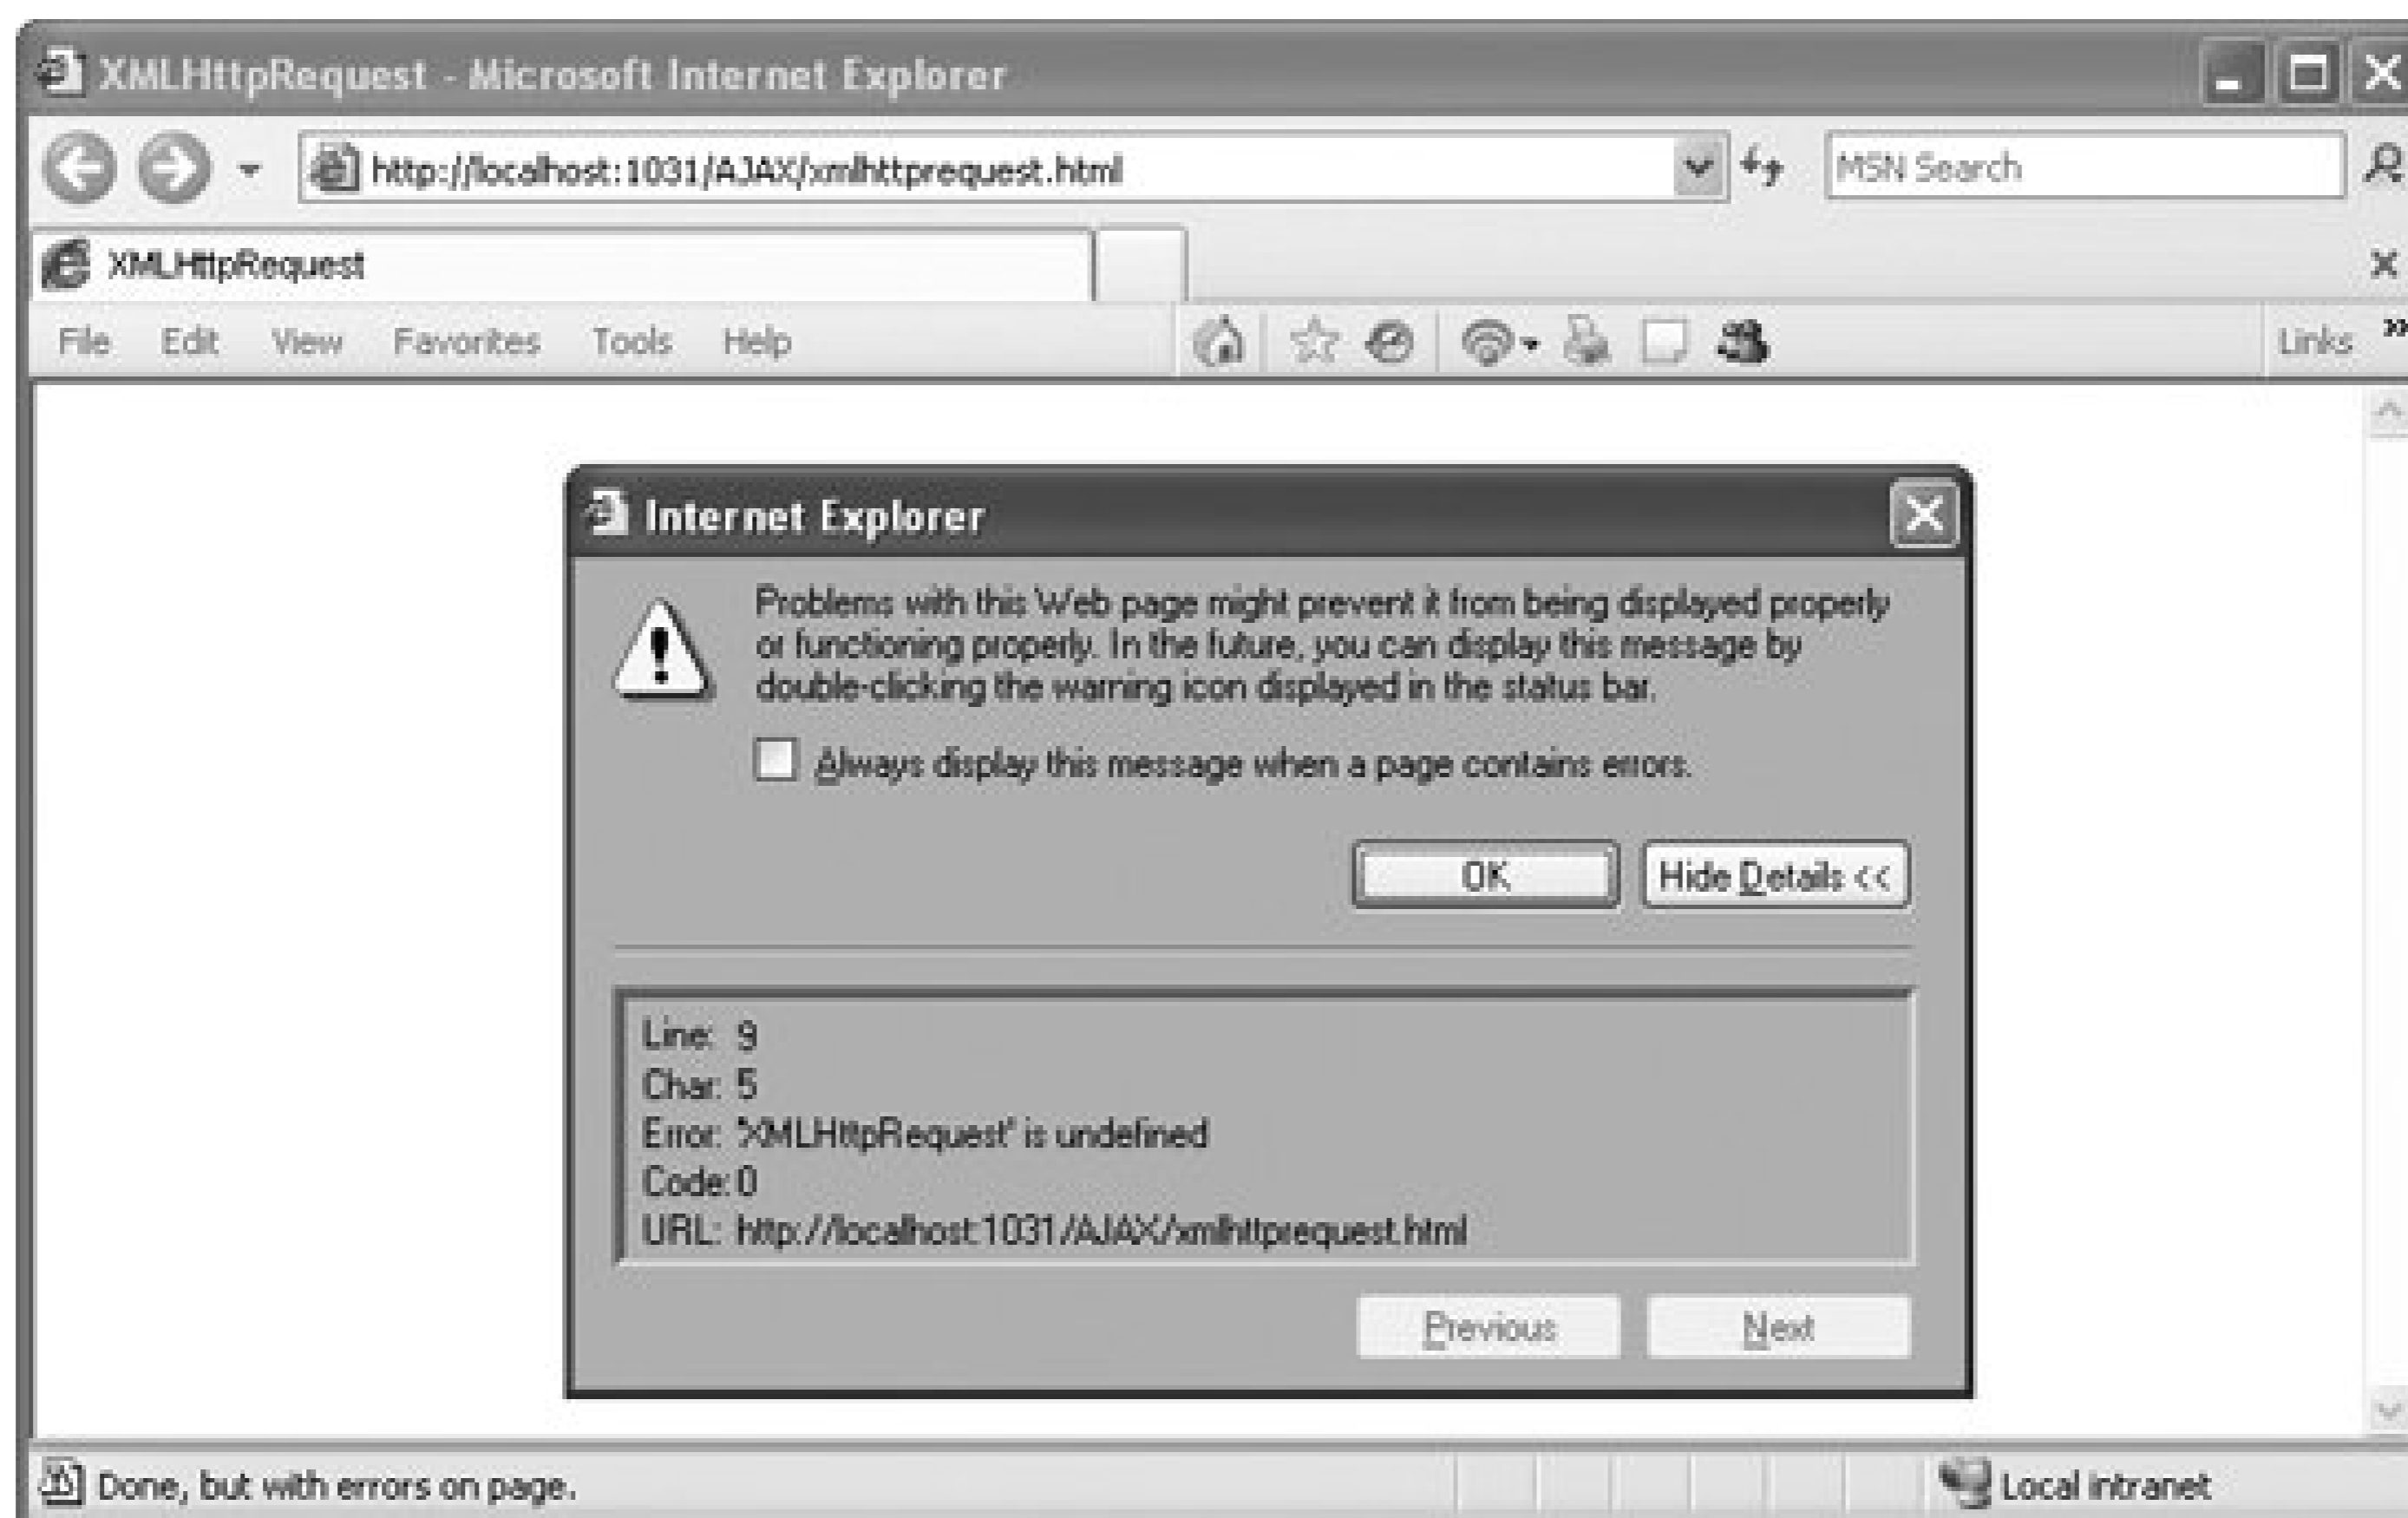 XMLHttpRequest - Microsoft Internet Explorer
http://localhost:1031/AJAX/xmlhttprequest.html
MSN Search
XMLHttpRequest
File Edit View Favorites Tools Help
Links »
Internet Explorer
Problems with this Web page might prevent it from being displayed properly
or functioning properly. In the future, you can display this message by
double-clicking the warning icon displayed in the status bar.
Always display this message when a page contains errors.
OK
Hide Details <<
Line: 9
Char: 5
Error: 'XMLHttpRequest' is undefined
Code: 0
URL: http://localhost:1031/AJAX/xmlhttprequest.html
Previous
Next
Done, but with errors on page.
Local intranet